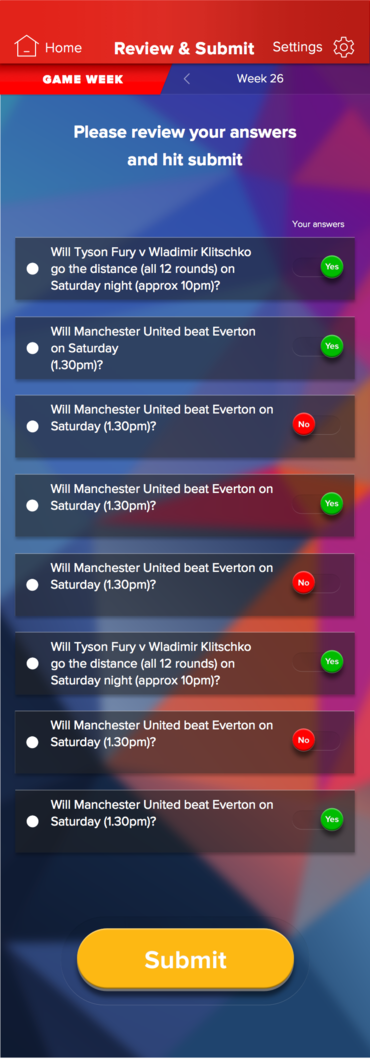 Home
Review & Submit
Settings
GAME WEEK
Week 26
Please review your answers
and hit submit
Your answers
Will Tyson Fury v Wladimir Klitschko
go the distance (all 12 rounds) on
Saturday night (approx 10pm)?
Yes
Will Manchester United beat Everton
on Saturday
(1.30pm)?
Yes
Will Manchester United beat Everton on
Saturday (1.30pm)?
No
Will Manchester United beat Everton on
Saturday (1.30pm)?
Yes
Will Manchester United beat Everton on
Saturday (1.30pm)?
No
Will Tyson Fury v Wladimir Klitschko
go the distance (all 12 rounds) on
Saturday night (approx 10pm)?
Yes
Will Manchester United beat Everton on
Saturday (1.30pm)?
No
Will Manchester United beat Everton on
Saturday (1.30pm)?
Yes
Submit